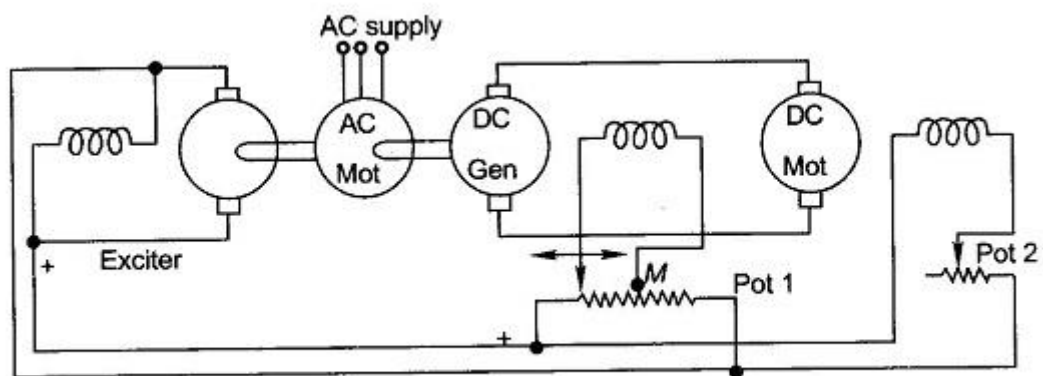 AC supply
AC
Mot
DC
Gen
DC
Mot
Exciter
+
M
Pot 1
Pot 2
+